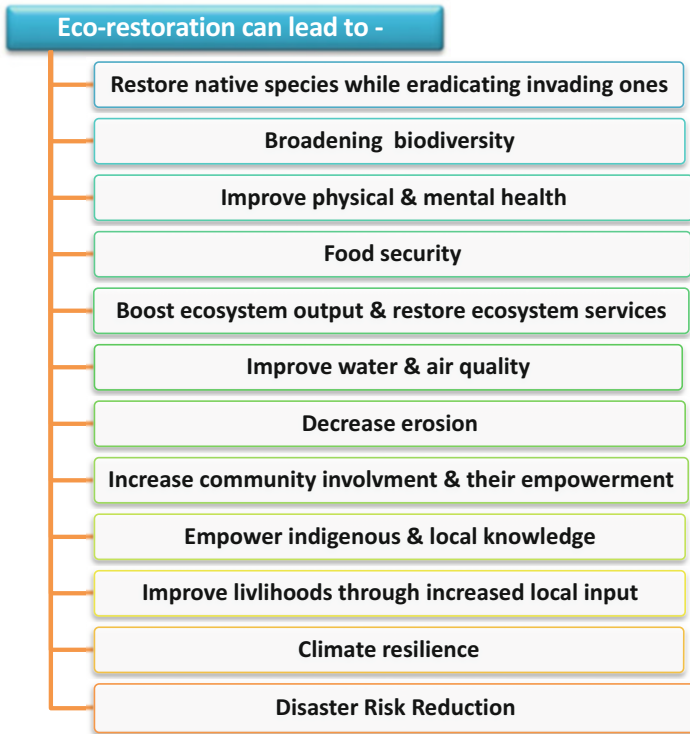 Eco-restoration can lead to -
Restore native species while eradicating invading ones
Broadening biodiversity
Improve physical & mental health
Food security
Boost ecosystem output & restore ecosystem services
Improve water & air quality
Decrease erosion
Increase community involvment & their empowerment
Empower indigenous & local knowledge
Improve livlihoods through increased local input
Climate resilience
Disaster Risk Reduction